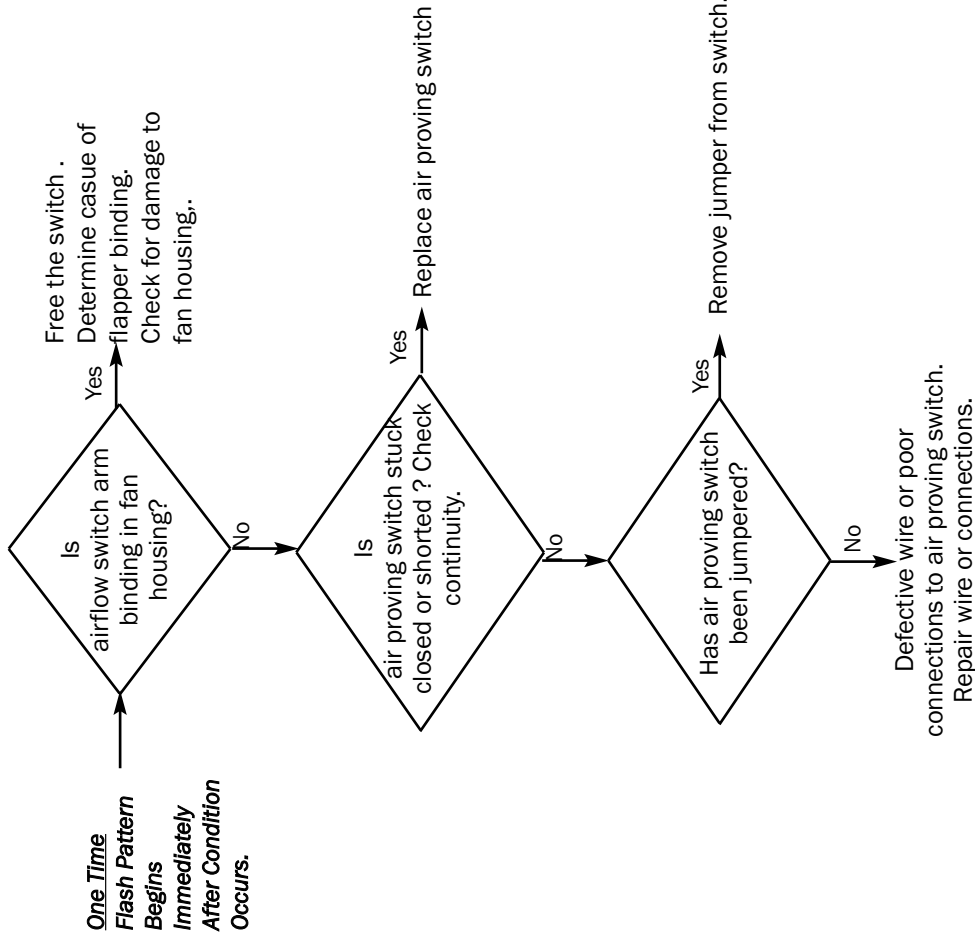 One Time
Flash Pattern
Begins
Immediately
After Condition
Occurs.
Is
airflow switch arm
binding in fan
housing?
Yes
Free the switch .
Determine casue of
flapper binding.
Check for damage to
fan housing,.
No
Is
air proving switch stuck
closed or shorted ? Check
continuity.
Yes
Replace air proving switch
No
Has air proving switch
been jumpered?
Yes
Remove jumper from switch.
No
Defective wire or poor
connections to air proving switch.
Repair wire or connections.